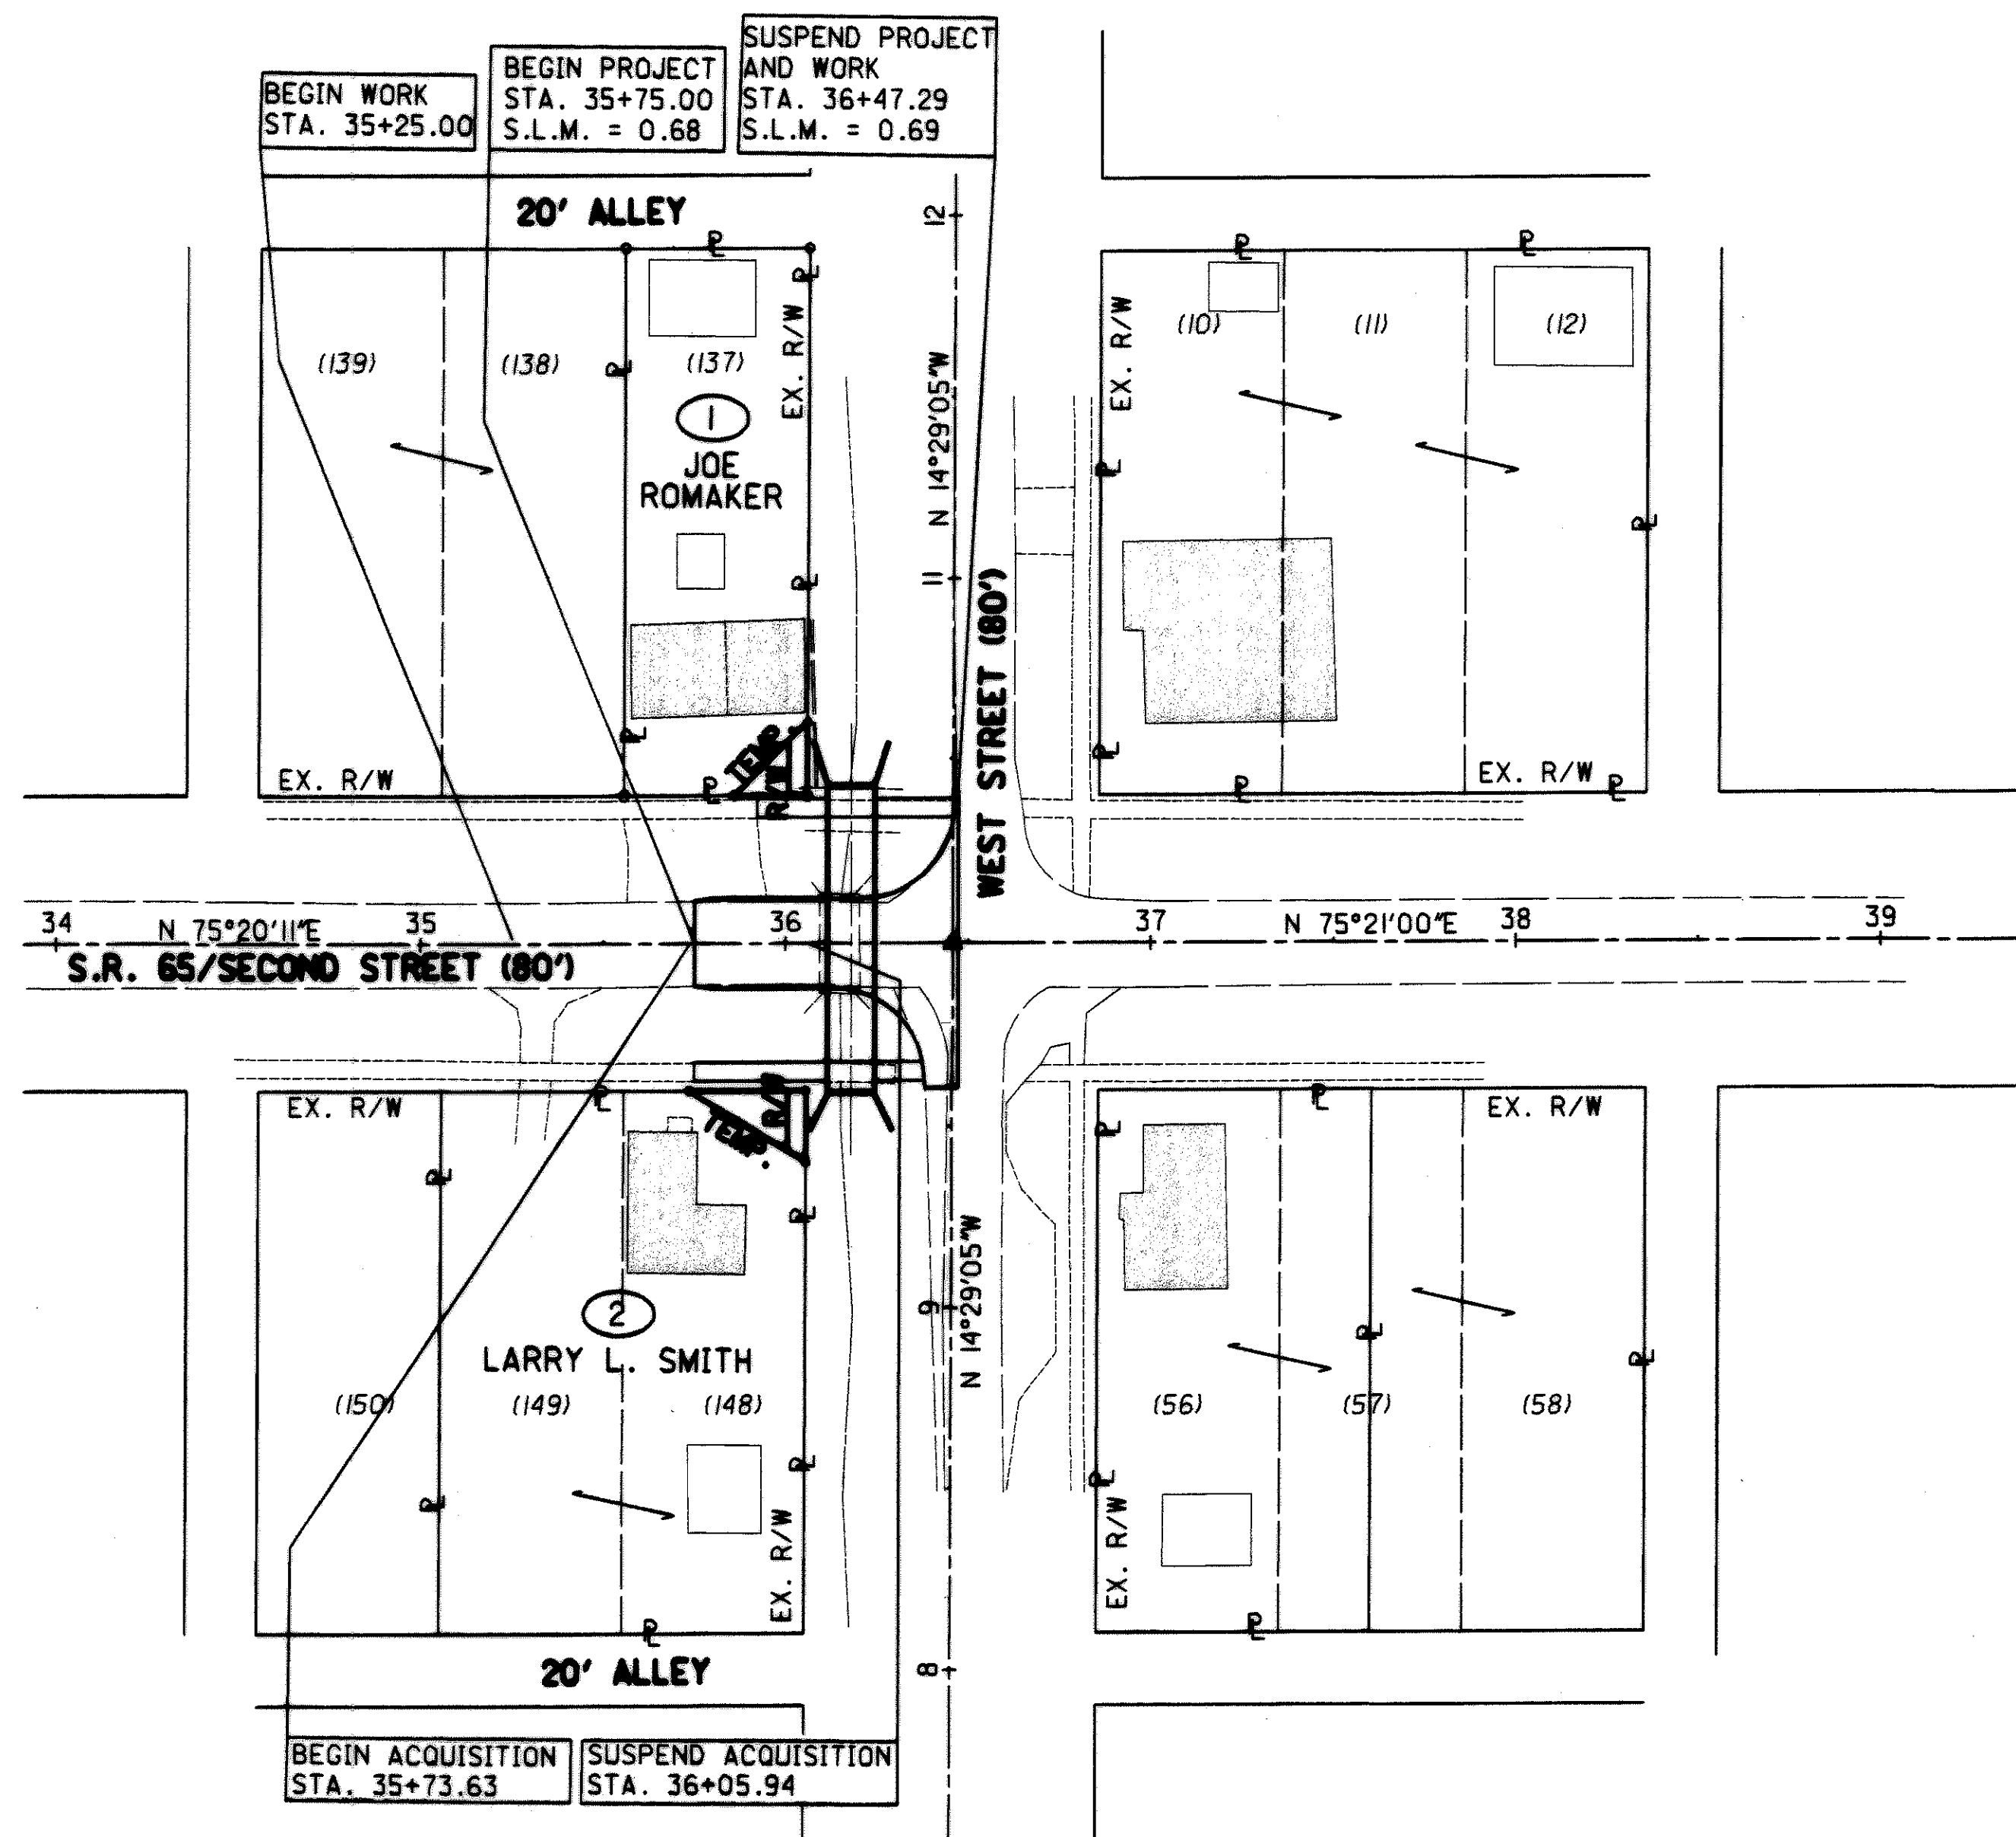 BEGIN WORK
STA. 35+25.00
BEGIN PROJECT
STA. 35+75.00
S.L.M. = 0.68
SUSPEND PROJECT
AND WORK
STA. 36+47.29
S.L.M. = 0.69
20' ALLEY
12
(139)
(138)
(137)
EX. R/W
1
JOE
ROMAKER
N 14°29'05"W
11
EX. R/W
(10)
(11)
(12)
WEST STREET (80')
EX. R/W
TEMP.
R/W
EX. R/W
34
N 75°20'11"E
35
36
37
N 75°21'00"E
38
39
S.R. 65/SECOND STREET (80')
EX. R/W
R/W
TEMP.
EX. R/W
2
LARRY L. SMITH
9
N 14°29'05"W
(150)
(149)
(148)
(56)
(57)
(58)
EX. R/W
EX. R/W
20' ALLEY
8
BEGIN ACQUISITION
STA. 35+73.63
SUSPEND ACQUISITION
STA. 36+05.94